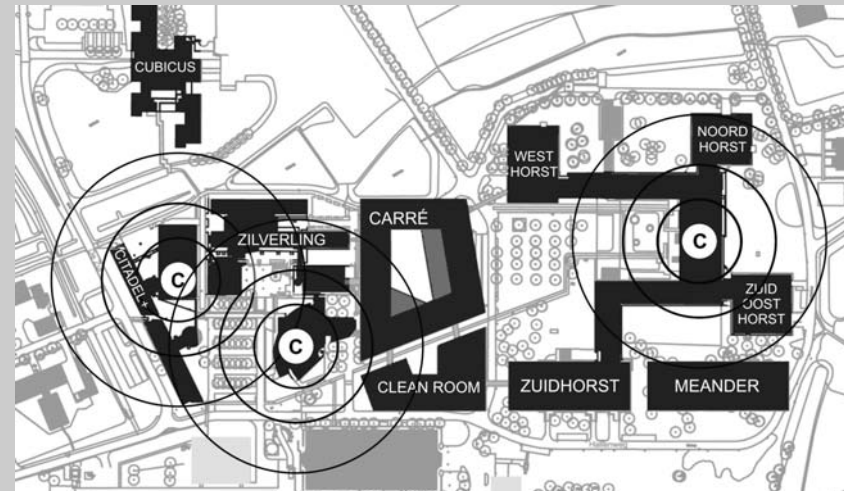 CUBICUS
WEST
HORST
NOORD
HORST
CARRÉ
ZILVERLING
CITADEL+
C
C
C
ZUID
OOST
HORST
CLEAN ROOM
ZUIDHORST
MEANDER